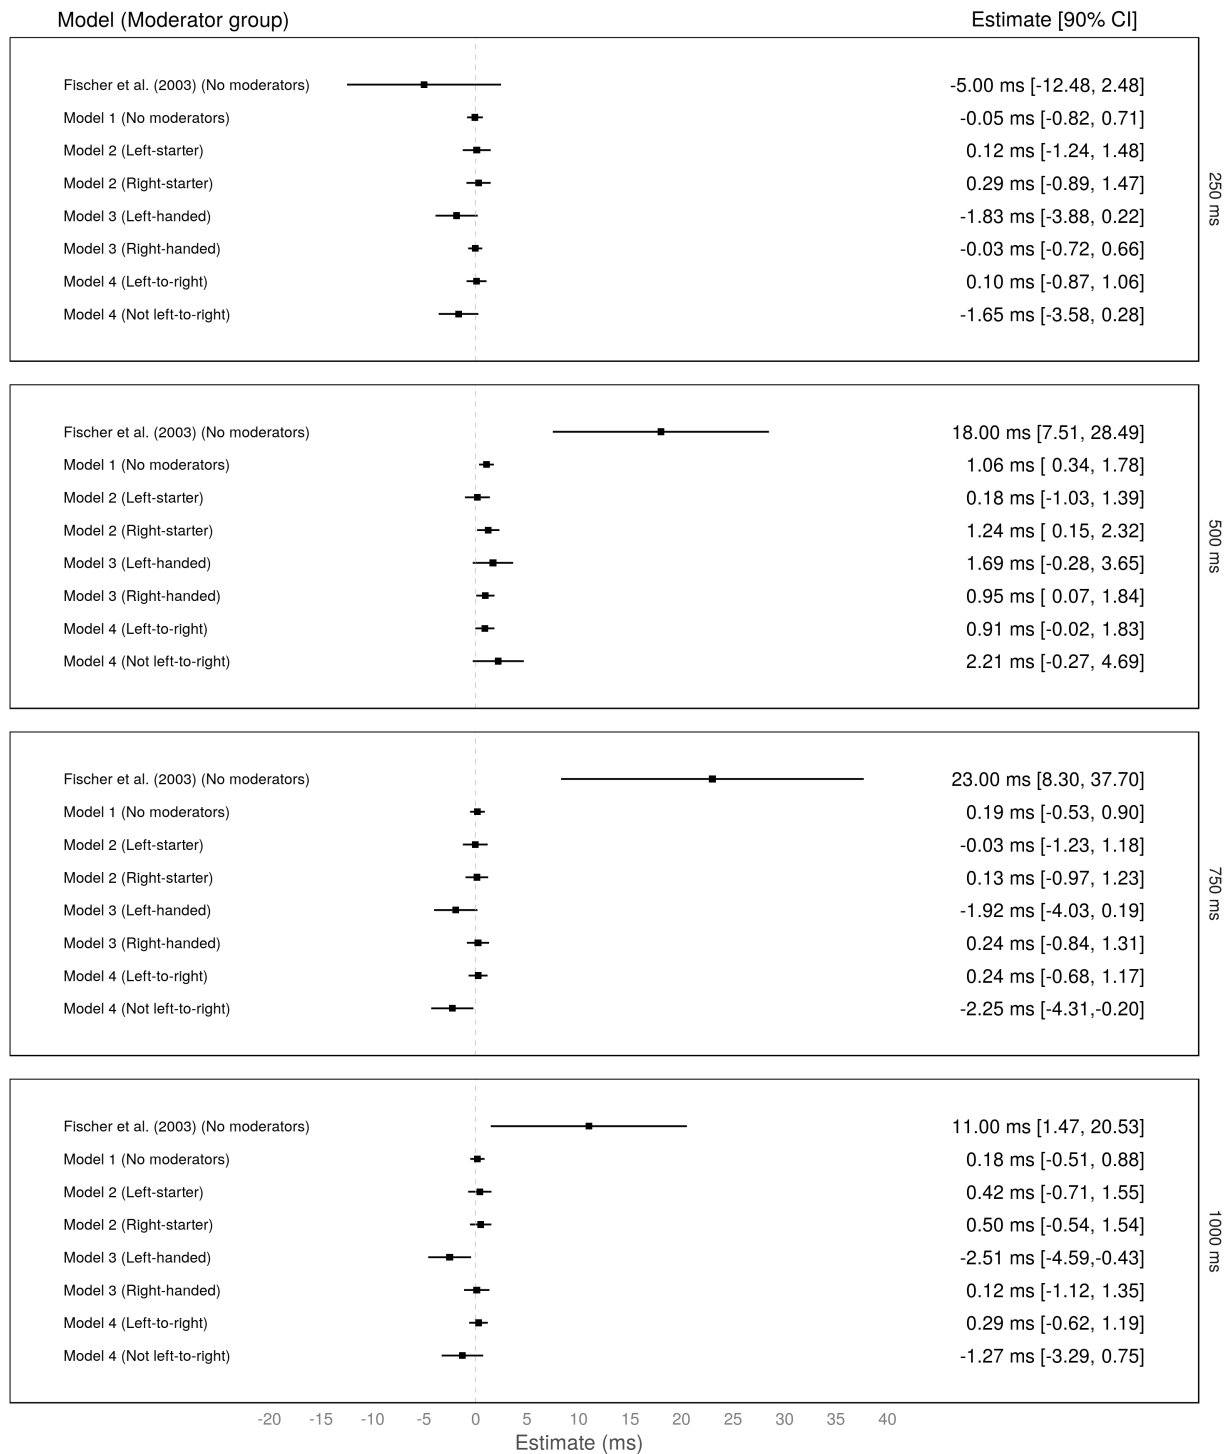 Model (Moderator group) Estimate [90% CI]
Fischer et al. (2003) (No moderators) -5.00 ms [-12.48, 2.48]
Model 1 (No moderators) -0.05 ms [-0.82, 0.71]
Model 2 (Left-starter) 0.12 ms [-1.24, 1.48]
Model 2 (Right-starter) 0.29 ms [-0.89, 1.47]
Model 3 (Left-handed) -1.83 ms [-3.88, 0.22]
Model 3 (Right-handed) -0.03 ms [-0.72, 0.66]
Model 4 (Left-to-right) 0.10 ms [-0.87, 1.06]
Model 4 (Not left-to-right) -1.65 ms [-3.58, 0.28]
250 ms
Fischer et al. (2003) (No moderators) 18.00 ms [7.51, 28.49]
Model 1 (No moderators) 1.06 ms [ 0.34, 1.78]
Model 2 (Left-starter) 0.18 ms [-1.03, 1.39]
Model 2 (Right-starter) 1.24 ms [ 0.15, 2.32]
Model 3 (Left-handed) 1.69 ms [-0.28, 3.65]
Model 3 (Right-handed) 0.95 ms [ 0.07, 1.84]
Model 4 (Left-to-right) 0.91 ms [-0.02, 1.83]
Model 4 (Not left-to-right) 2.21 ms [-0.27, 4.69]
500 ms
Fischer et al. (2003) (No moderators) 23.00 ms [8.30, 37.70]
Model 1 (No moderators) 0.19 ms [-0.53, 0.90]
Model 2 (Left-starter) -0.03 ms [-1.23, 1.18]
Model 2 (Right-starter) 0.13 ms [-0.97, 1.23]
Model 3 (Left-handed) -1.92 ms [-4.03, 0.19]
Model 3 (Right-handed) 0.24 ms [-0.84, 1.31]
Model 4 (Left-to-right) 0.24 ms [-0.68, 1.17]
Model 4 (Not left-to-right) -2.25 ms [-4.31,-0.20]
750 ms
Fischer et al. (2003) (No moderators) 11.00 ms [1.47, 20.53]
Model 1 (No moderators) 0.18 ms [-0.51, 0.88]
Model 2 (Left-starter) 0.42 ms [-0.71, 1.55]
Model 2 (Right-starter) 0.50 ms [-0.54, 1.54]
Model 3 (Left-handed) -2.51 ms [-4.59,-0.43]
Model 3 (Right-handed) 0.12 ms [-1.12, 1.35]
Model 4 (Left-to-right) 0.29 ms [-0.62, 1.19]
Model 4 (Not left-to-right) -1.27 ms [-3.29, 0.75]
1000 ms
-20 -15 -10 -5 0 5 10 15 20 25 30 35 40
Estimate (ms)